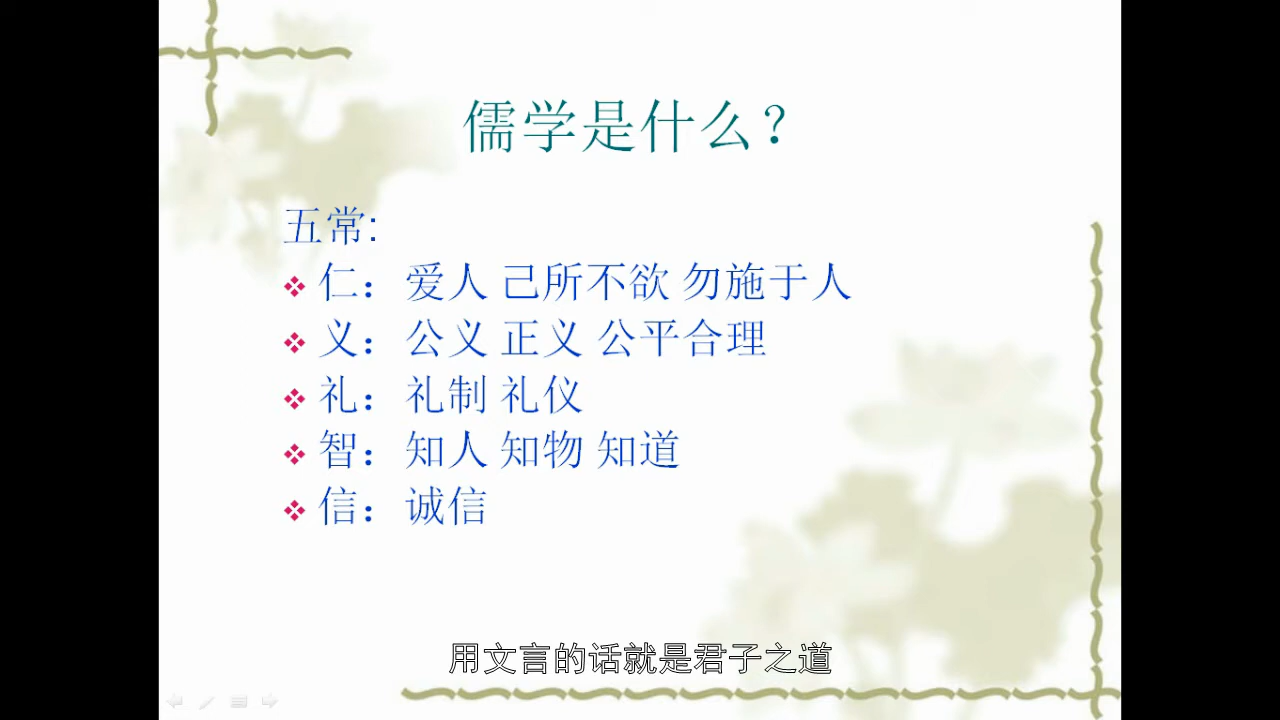 儒学是什么？
五常:
仁：爱人 己所不欲 勿施于人
义：公义 正义 公平合理
礼：礼制 礼仪
智：知人 知物 知道
信：诚信
用文言的话就是君子之道